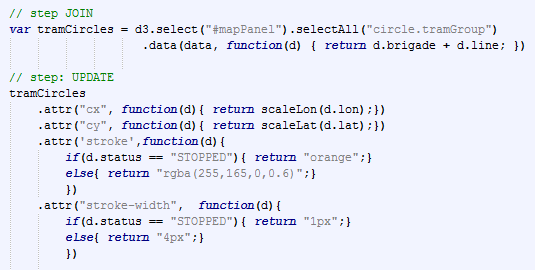 // step JOIN
var tramCircles = d3.select("#mapPanel").selectAll("circle.tramGroup")
.data(data, function(d) { return d.brigade + d.line; })
// step: UPDATE
tramCircles
.attr("cx", function(d){ return scaleLon(d.lon);})
.attr("cy", function(d){ return scaleLat(d.lat);})
.attr('stroke',function(d){
if(d.status == "STOPPED"){ return "orange";}
else{ return "rgba(255,165,0,0.6)";}
})
.attr("stroke-width",  function(d){
if(d.status == "STOPPED"){ return "1px";}
else{ return "4px";}
})